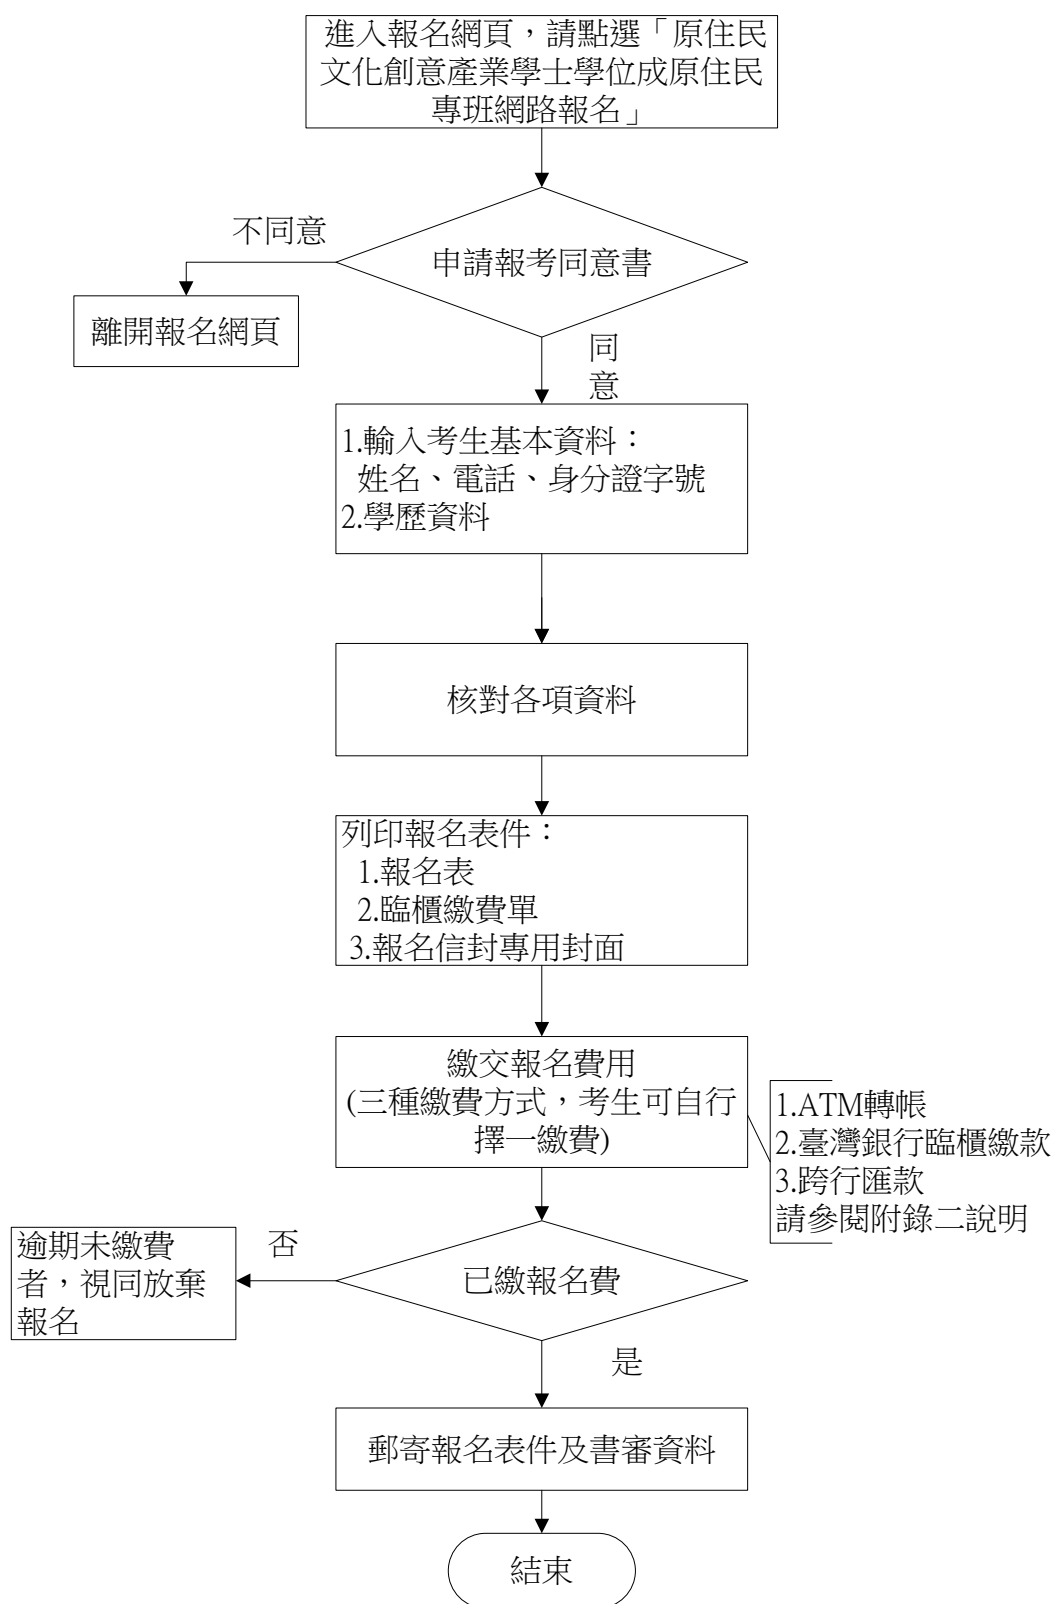 進入報名網頁，請點選「原住民
文化創意產業學士學位成原住民
專班網路報名」
申請報考同意書
不同意
離開報名網頁
同
意
1.輸入考生基本資料：
姓名、電話、身分證字號
2.學歷資料
核對各項資料
列印報名表件：
1.報名表
2.臨櫃繳費單
3.報名信封專用封面
繳交報名費用
(三種繳費方式，考生可自行
擇一繳費)
1.ATM轉帳
2.臺灣銀行臨櫃繳款
3.跨行匯款
請參閱附錄二說明
已繳報名費
否
逾期未繳費
者，視同放棄
報名
是
郵寄報名表件及書審資料
結束